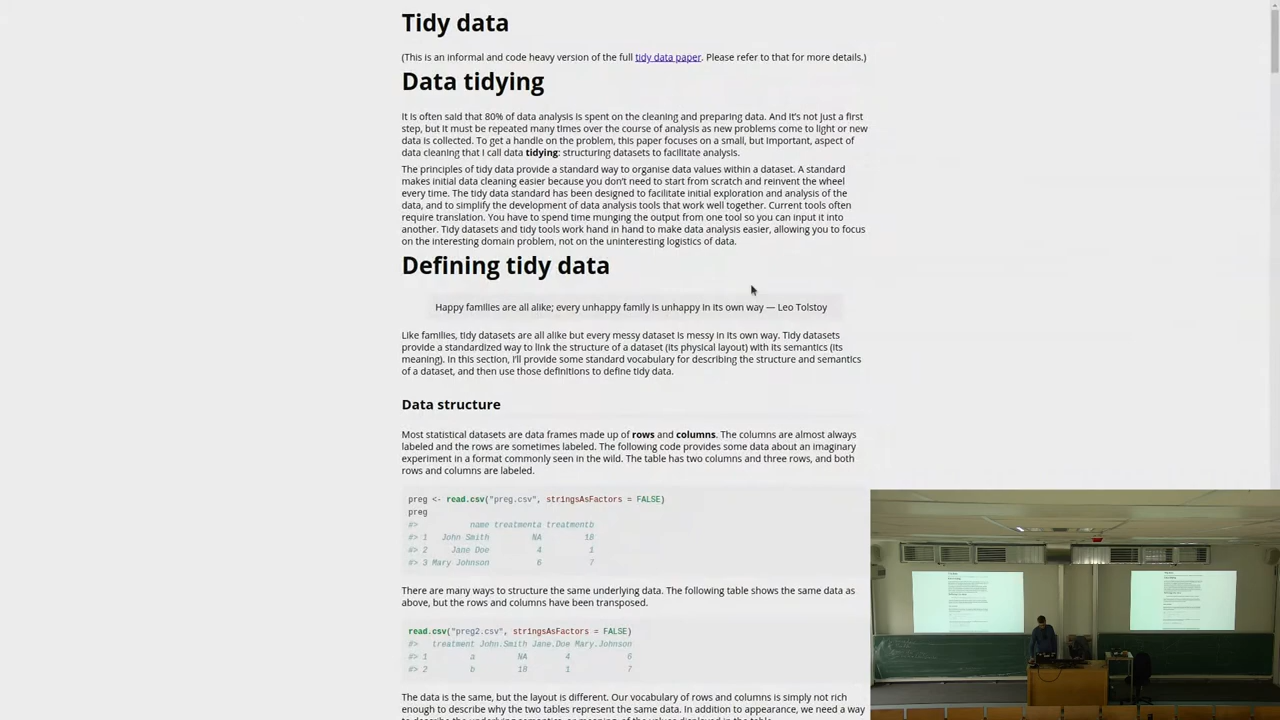 Tidy data
(This is an informal and code heavy version of the full tidy data paper. Please refer to that for more details.)
Data tidying
It is often said that 80% of data analysis is spent on the cleaning and preparing data. And it’s not just a first
step, but it must be repeated many times over the course of analysis as new problems come to light or new
data is collected. To get a handle on the problem, this paper focuses on a small, but important, aspect of
data cleaning that I call data tidying: structuring datasets to facilitate analysis.
The principles of tidy data provide a standard way to organise data values within a dataset. A standard
makes initial data cleaning easier because you don’t need to start from scratch and reinvent the wheel
every time. The tidy data standard has been designed to facilitate initial exploration and analysis of the
data, and to simplify the development of data analysis tools that work well together. Current tools often
require translation. You have to spend time munging the output from one tool so you can input it into
another. Tidy datasets and tidy tools work hand in hand to make data analysis easier, allowing you to focus
on the interesting domain problem, not on the uninteresting logistics of data.
Defining tidy data
Happy families are all alike; every unhappy family is unhappy in its own way — Leo Tolstoy
Like families, tidy datasets are all alike but every messy dataset is messy in its own way. Tidy datasets
provide a standardized way to link the structure of a dataset (its physical layout) with its semantics (its
meaning). In this section, I’ll provide some standard vocabulary for describing the structure and semantics
of a dataset, and then use those definitions to define tidy data.
Data structure
Most statistical datasets are data frames made up of rows and columns. The columns are almost always
labeled and the rows are sometimes labeled. The following code provides some data about an imaginary
experiment in a format commonly seen in the wild. The table has two columns and three rows, and both
rows and columns are labeled.
preg <- read.csv("preg.csv", stringsAsFactors = FALSE)
preg
#> name treatmenta treatmentb
#> 1 John Smith NA 18
#> 2 Jane Doe 4 1
#> 3 Mary Johnson 6 7
There are many ways to structure the same underlying data. The following table shows the same data as
above, but the rows and columns have been transposed.
read.csv("preg2.csv", stringsAsFactors = FALSE)
#> treatment John.Smith Jane.Doe Mary.Johnson
#> 1 a NA 4 6
#> 2 b 18 1 7
The data is the same, but the layout is different. Our vocabulary of rows and columns is simply not rich
enough to describe why the two tables represent the same data. In addition to appearance, we need a way
to describe the underlying semantics, or meaning, of the values displayed in the table.